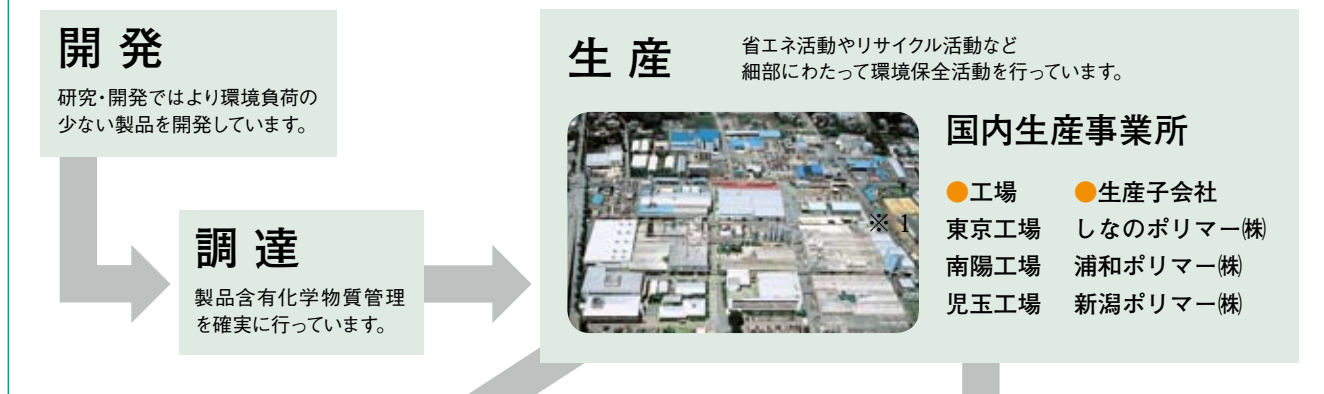 開発
研究・開発ではより環境負荷の
少ない製品を開発しています。
調達
製品含有化学物質管理
を確実に行っています。
生産
省エネ活動やリサイクル活動など
細部にわたって環境保全活動を行っています。
※1
国内生産事業所
●工場 ●生産子会社
東京工場 しなのポリマー㈱
南陽工場 浦和ポリマー㈱
児玉工場 新潟ポリマー㈱